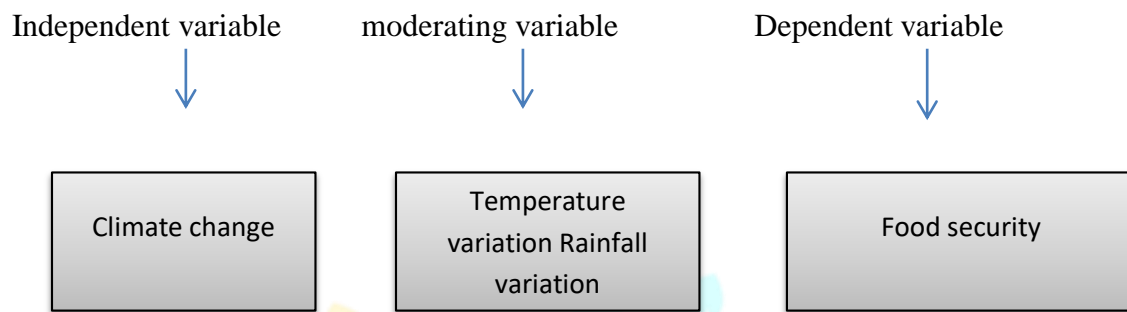 Independent variable
moderating variable
Dependent variable
Climate change
Temperature
variation Rainfall
variation
Food security